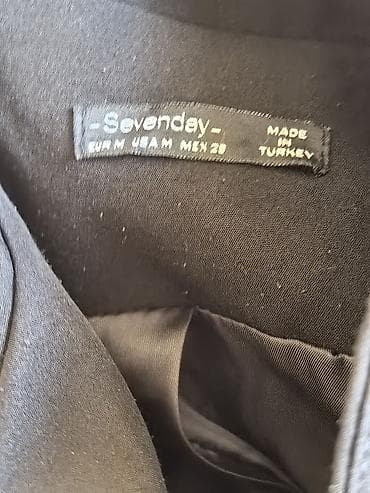 -Sevenday-
EUR M USA M MEX 28
MADE
IN
TURKEY